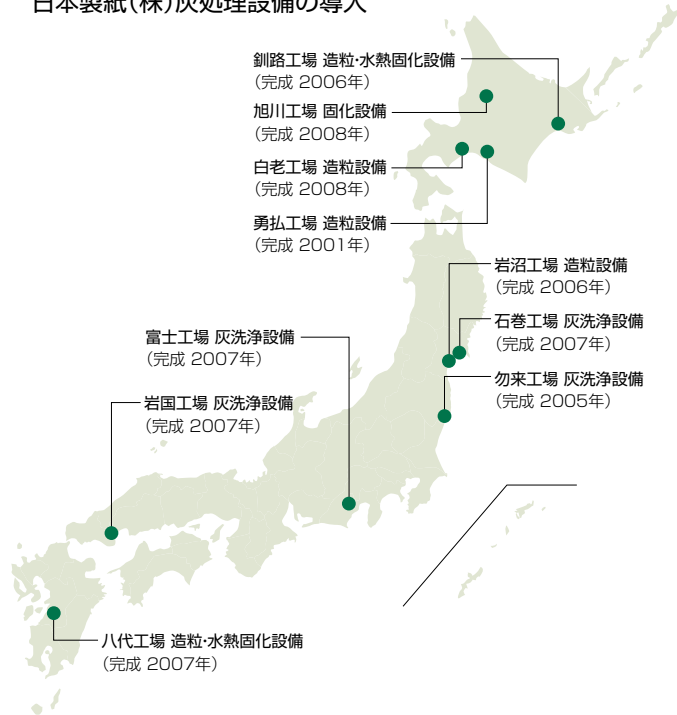 日本製紙(株)灰処理設備の導入
釧路工場 造粒・水熱固化設備
(完成 2006年)
旭川工場 固化設備
(完成 2008年)
白老工場 造粒設備
(完成 2008年)
勇払工場 造粒設備
(完成 2001年)
岩沼工場 造粒設備
(完成 2006年)
石巻工場 灰洗浄設備
(完成 2007年)
富士工場 灰洗浄設備
(完成 2007年)
勿来工場 灰洗浄設備
(完成 2005年)
岩国工場 灰洗浄設備
(完成 2007年)
八代工場 造粒・水熱固化設備
(完成 2007年)